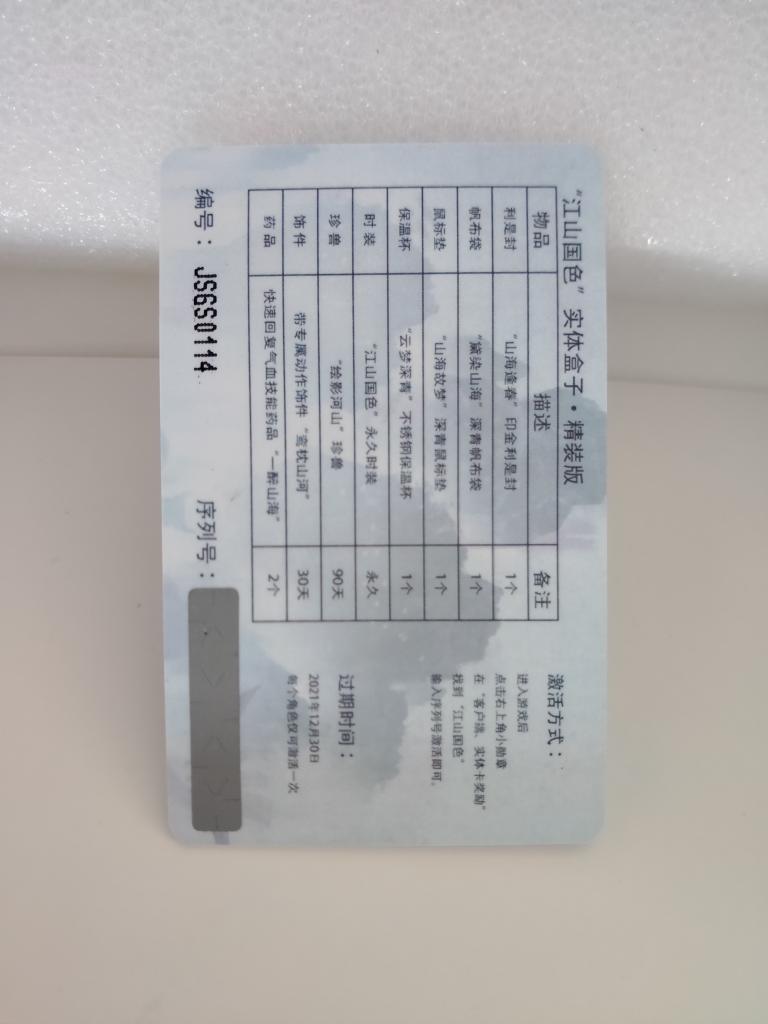 “江山国色”实体盒子·精装版
物品 描述 备注
利是封 “山海逢春”印金利是封 1个
帆布袋 “黛染山海”深青帆布袋 1个
鼠标垫 “山海故梦”深青鼠标垫 1个
保温杯 “云梦深青”不锈钢保温杯 1个
时装 “江山国色”永久时装 永久
珍兽 “绘影河山”珍兽 90天
饰件 带专属动作饰件“鸾枕山河” 30天
药品 快速回复气血技能药品“一醉山海” 2个
激活方式：
进入游戏后
点击右上角小勋章
在“客户端、实体卡奖励”
找到“江山国色”
输入序列号激活即可。
过期时间：
2021年12月30日
每个角色仅可激活一次
编号：JSGS0114 序列号：